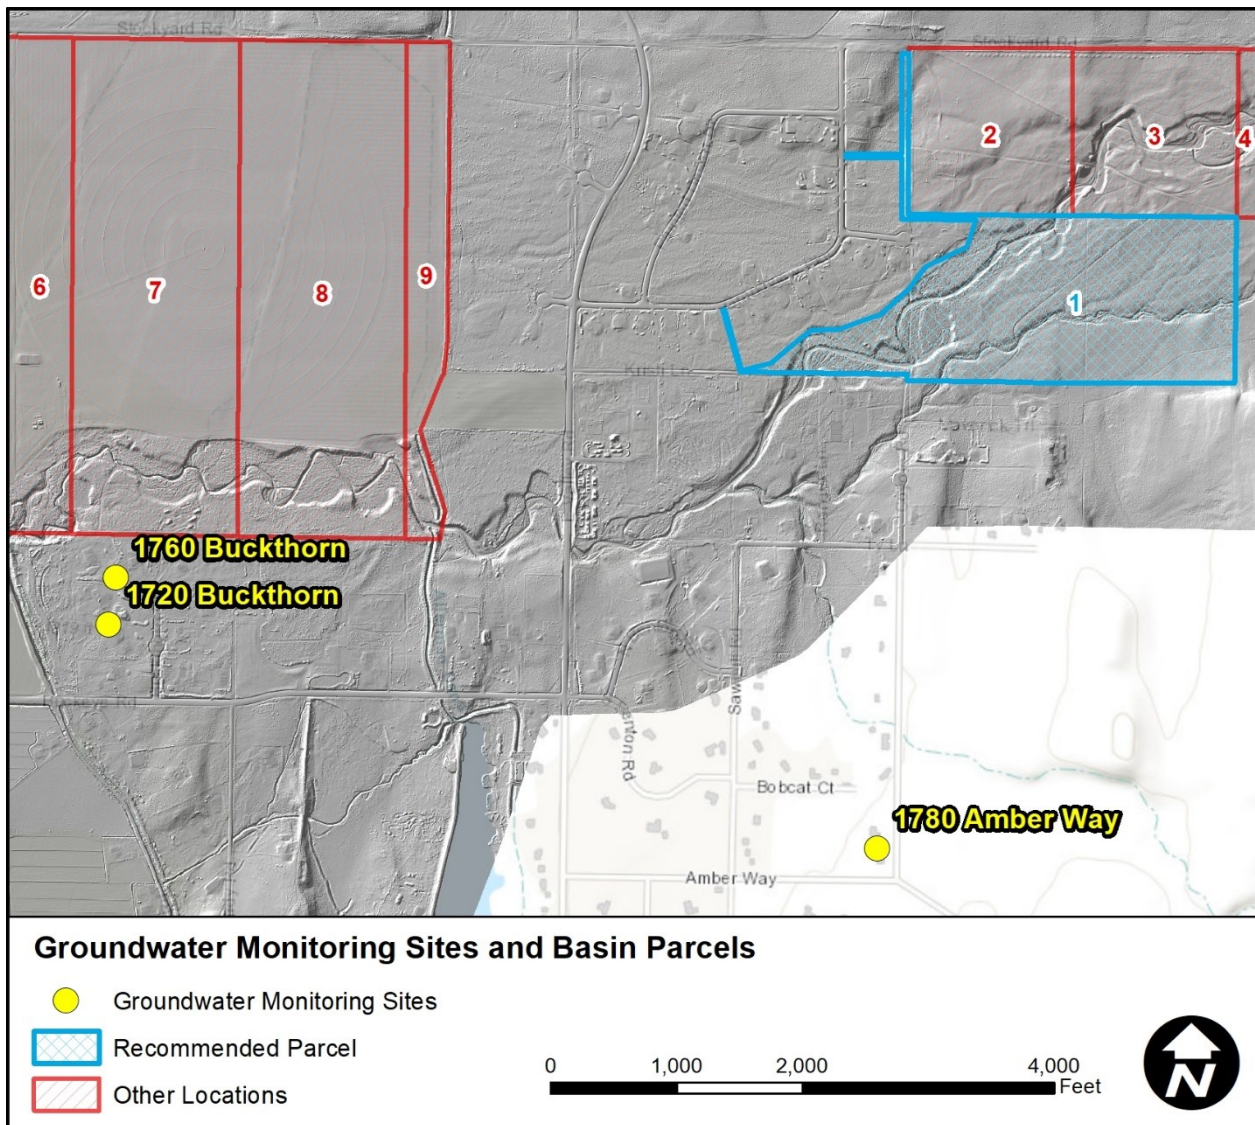 Stockyard Rd
Stockyard Rd
2
3
4
6
7
8
9
1
Kusli Ln
1760 Buckthorn
1720 Buckthorn
Bobcat Ct
1780 Amber Way
Amber Way
Groundwater Monitoring Sites and Basin Parcels
Groundwater Monitoring Sites
Recommended Parcel
Other Locations
0 1,000 2,000 4,000
Feet
N